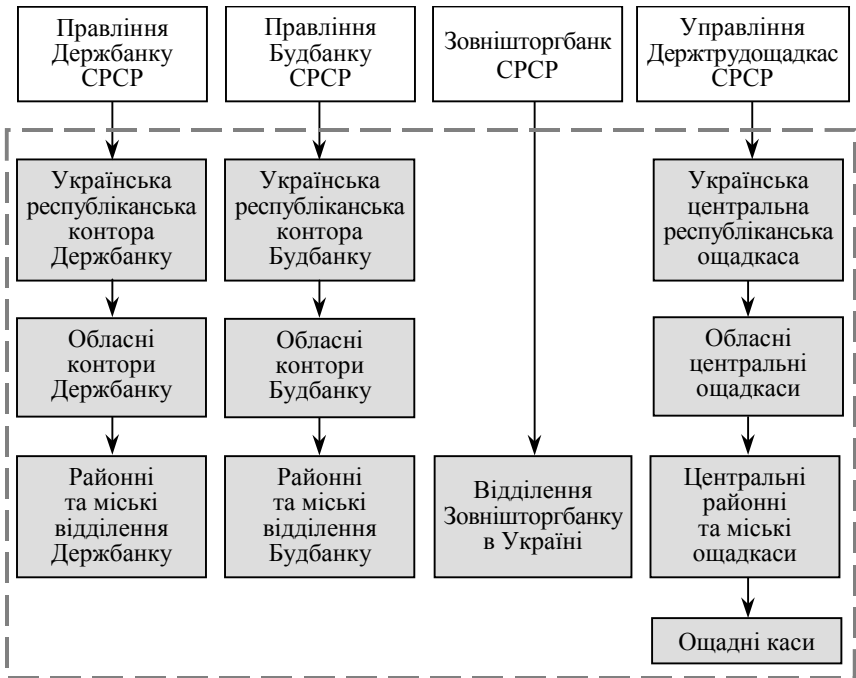 Правління
Держбанку
СРСР
Правління
Будбанку
СРСР
Зовнішторгбанк
СРСР
Управління
Держтрудощадкас
СРСР
Українська
республіканська
контора
Держбанку
Українська
республіканська
контора
Будбанку
Українська
центральна
республіканська
ощадкаса
Обласні
контори
Держбанку
Обласні
контори
Будбанку
Обласні
центральні
ощадкаси
Районні
та міські
відділення
Держбанку
Районні
та міські
відділення
Будбанку
Відділення
Зовнішторгбанку
в Україні
Центральні
районні
та міські
ощадкаси
Ощадні каси